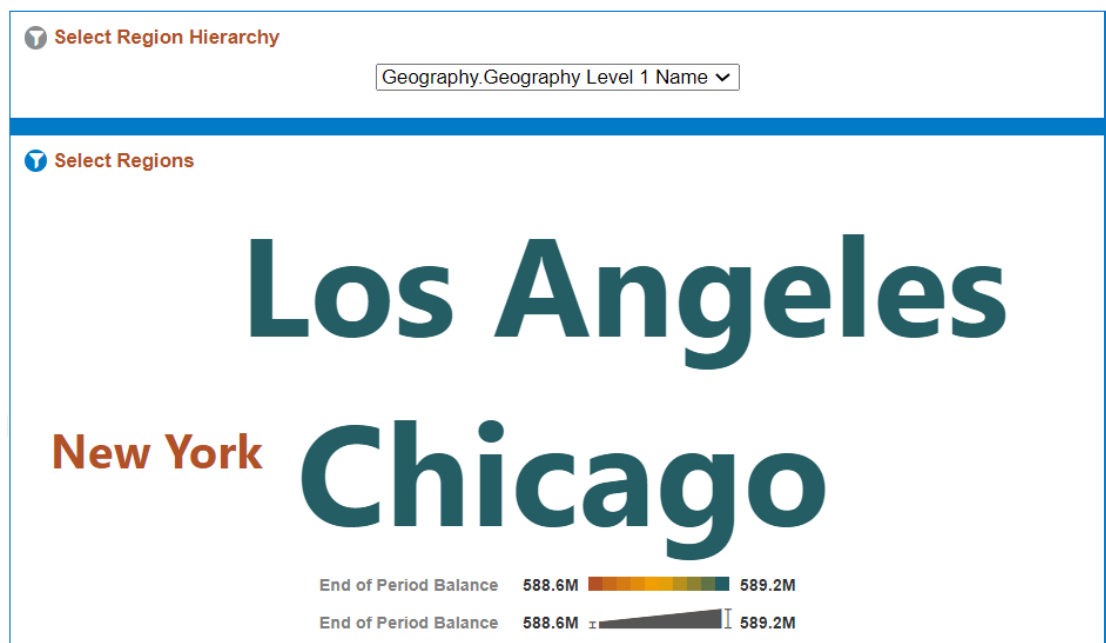 Select Region Hierarchy
Geography.Geography Level 1 Name
Select Regions
Los Angeles
New York
Chicago
End of Period Balance 588.6M 589.2M
End of Period Balance 588.6M 589.2M